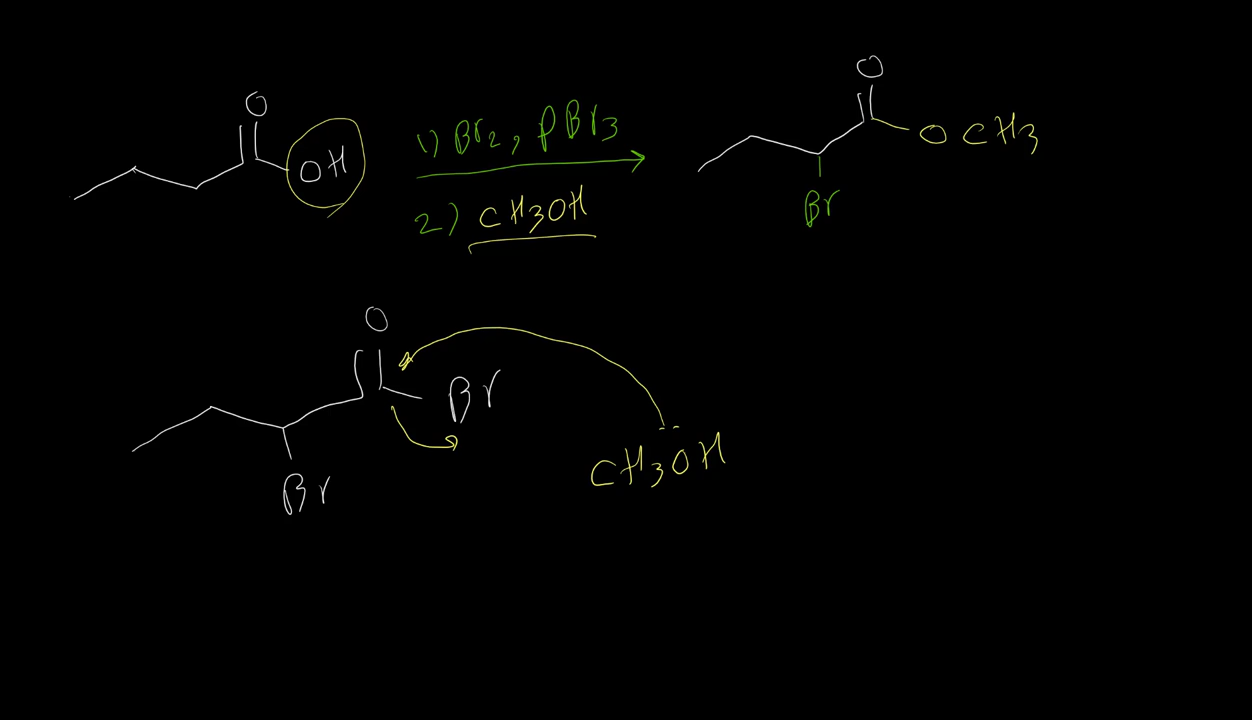 O
OH
1) Br2, PBr3
2) CH3OH
O
OCH3
Br
O
Br
CH3OH
Br